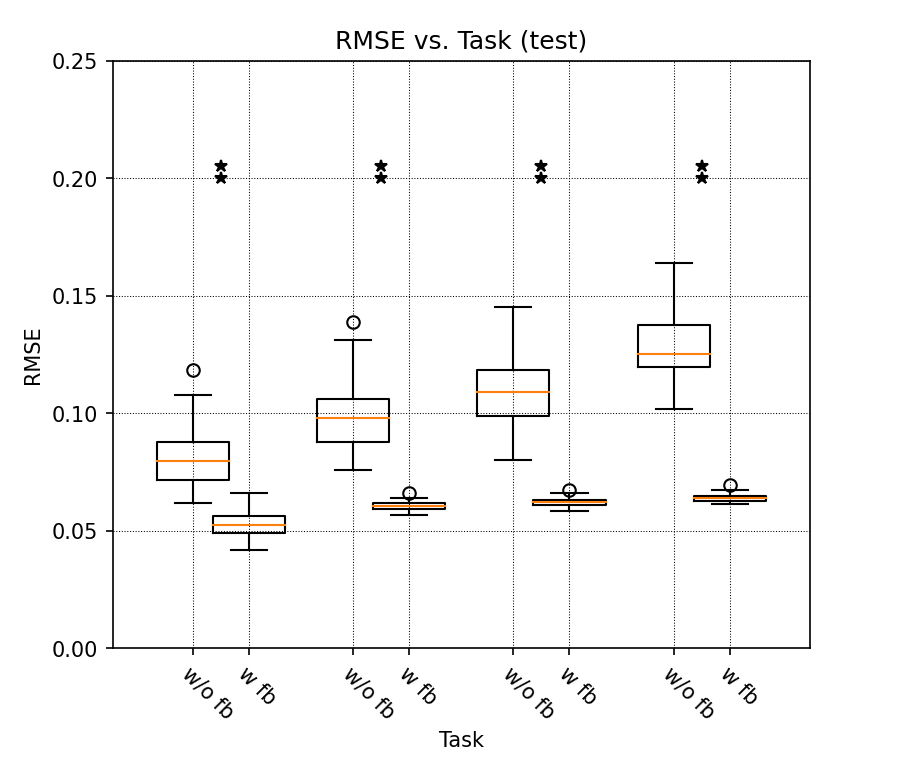 RMSE vs. Task (test)
0.25
0.20
0.15
0.10
0.05
0.00
RMSE
w/o fb
w fb
w/o fb
w fb
w/o fb
w fb
w/o fb
w fb
Task